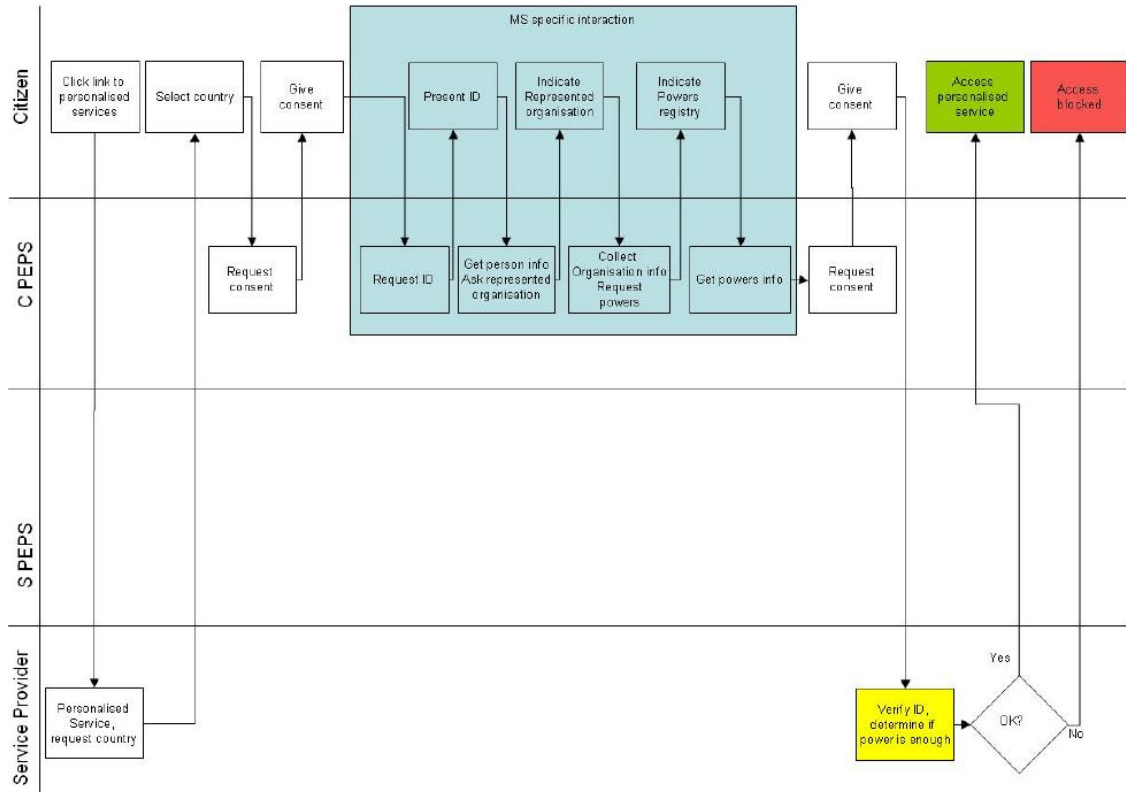 MS specific interaction
Citizen
Click link to
personalised
services
Select country
Give
consent
Present ID
Indicate
Represented
organisation
Indicate
Powers
registry
Give
consent
Access
personalised
service
Access
blocked
C PEPS
Request
consent
Request ID
Get person info
Ask represented
organisation
Collect
Organisation info
Request
powers
Get powers info
Request
consent
S PEPS
Service Provider
Personalised
Service,
request country
Verify ID,
determine if
power is enough
OK?
Yes
No